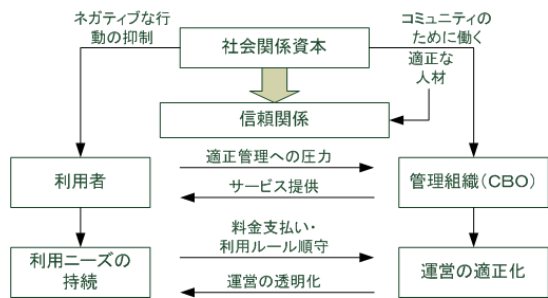 ネガティブな行
動の抑制
社会関係資本
コミュニティの
ために働く
適正な
人材
信頼関係
適正管理への圧力
利用者
管理組織(CBO)
サービス提供
料金支払い・
利用ルール順守
利用ニーズの
持続
運営の適正化
運営の透明化